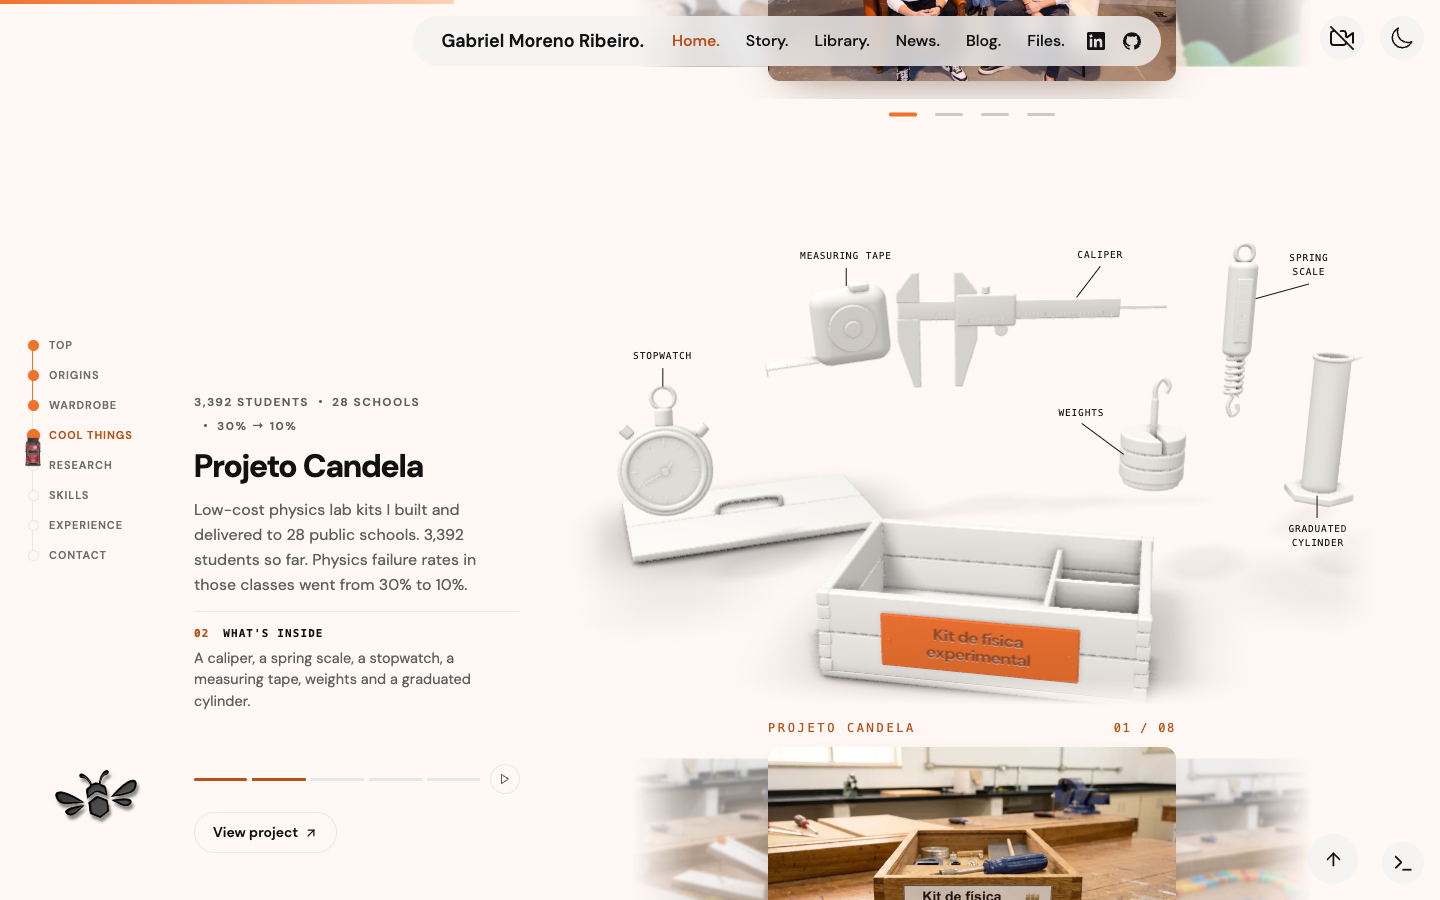 Gabriel Moreno Ribeiro.
Home.
Story.
Library.
News.
Blog.
Files.
MEASURING TAPE
CALIPER
SPRING
SCALE
STOPWATCH
WEIGHTS
GRADUATED
CYLINDER
Kit de física
experimental
TOP
ORIGINS
WARDROBE
COOL THINGS
RESEARCH
SKILLS
EXPERIENCE
CONTACT
3,392 STUDENTS • 28 SCHOOLS
• 30% → 10%
Projeto Candela
Low-cost physics lab kits I built and
delivered to 28 public schools. 3,392
students so far. Physics failure rates in
those classes went from 30% to 10%.
02 WHAT'S INSIDE
A caliper, a spring scale, a stopwatch, a
measuring tape, weights and a graduated
cylinder.
View project
PROJETO CANDELA
01 / 08
Kit de física